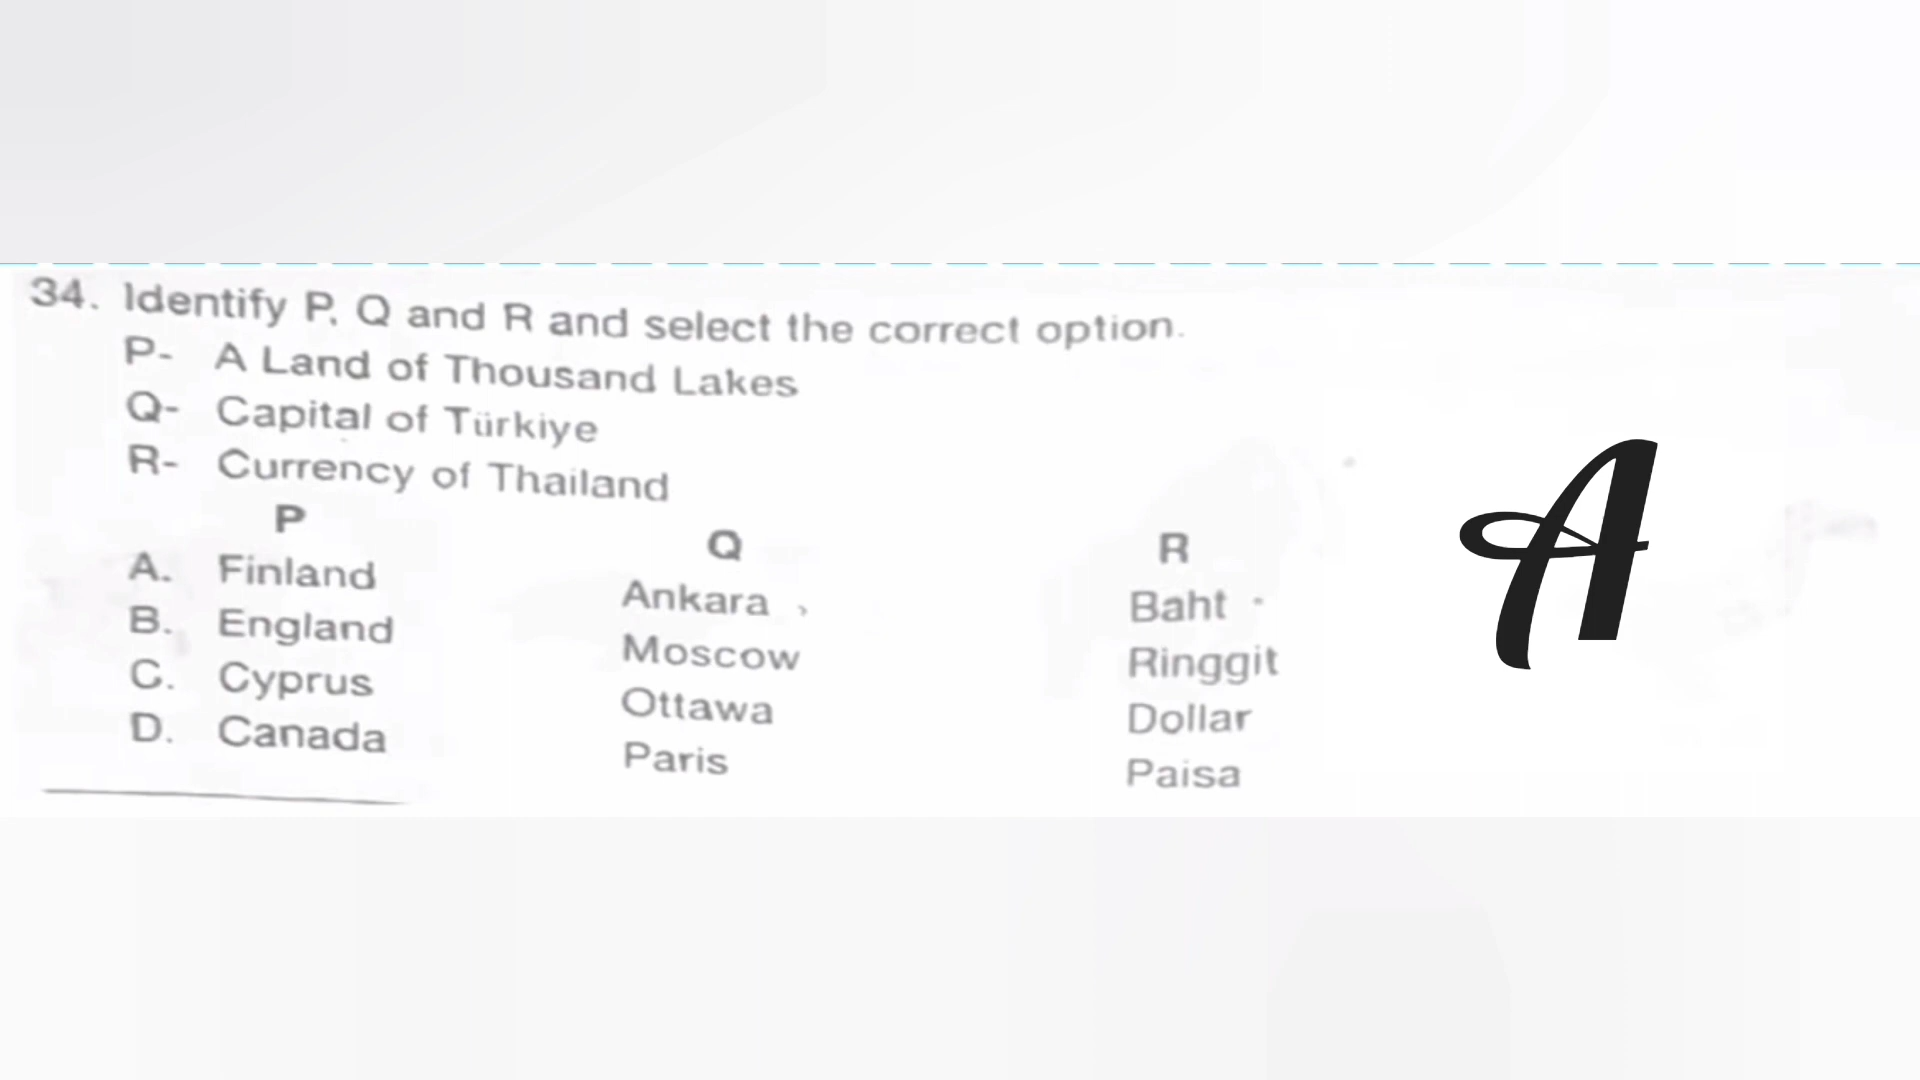 34. Identify P, Q and R and select the correct option.
P- A Land of Thousand Lakes
Q- Capital of Türkiye
R- Currency of Thailand
P Q R
A. Finland Ankara Baht
B. England Moscow Ringgit
C. Cyprus Ottawa Dollar
D. Canada Paris Paisa
A